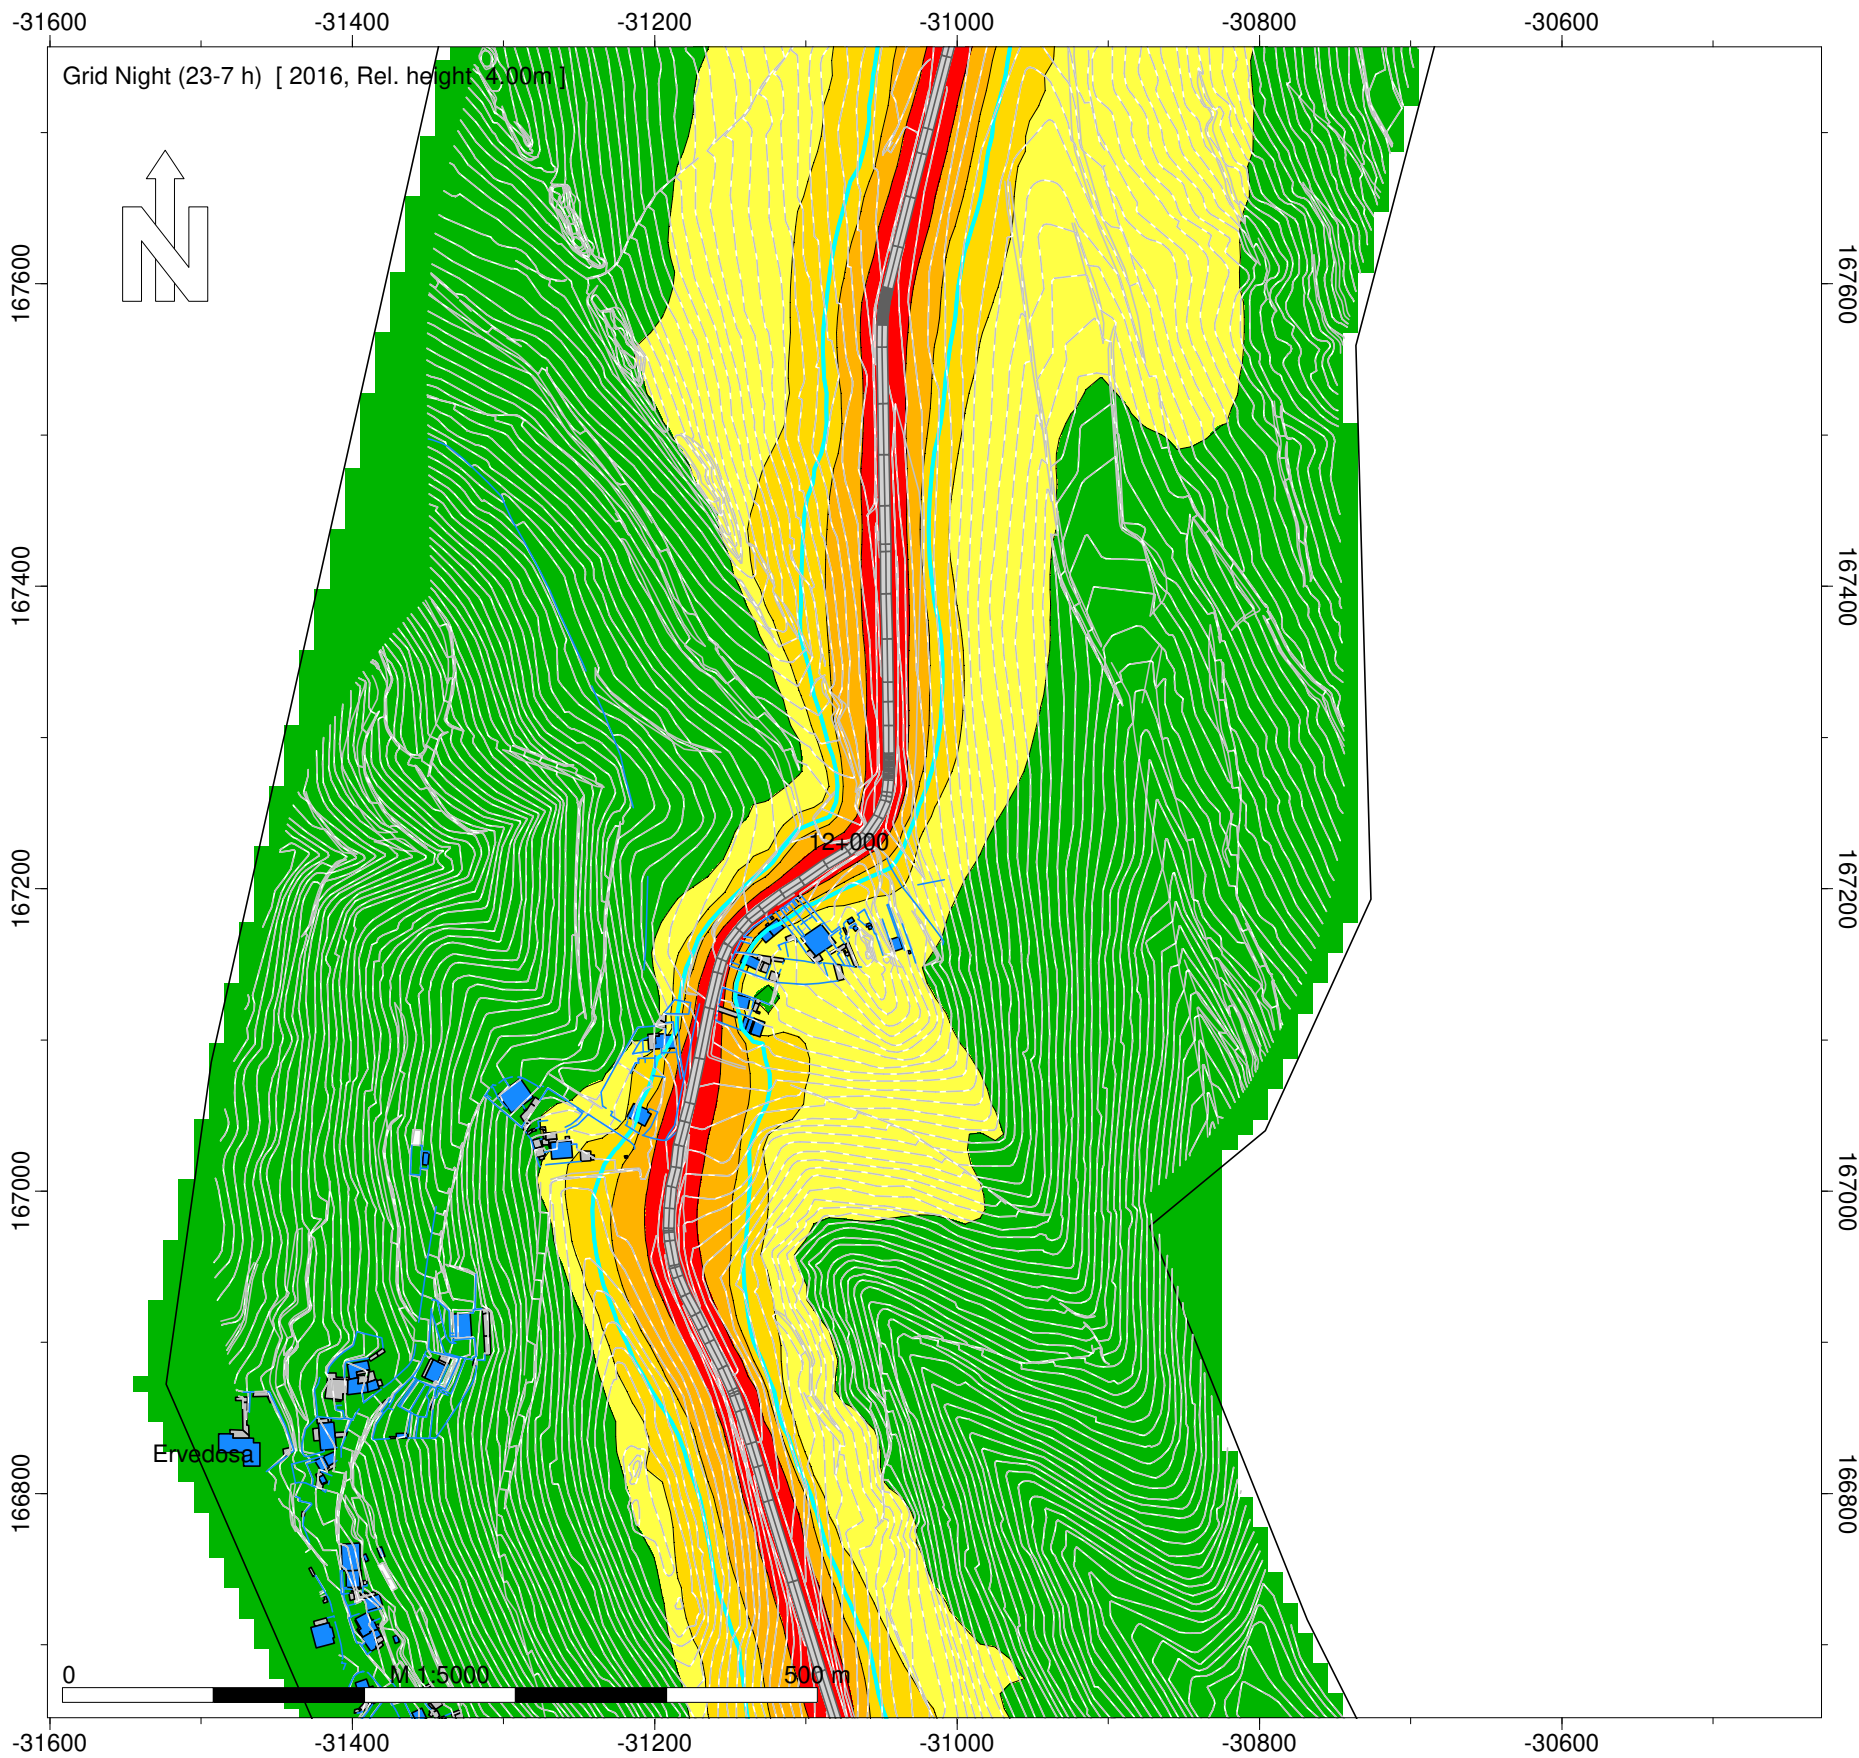 -31600 -31400 -31200 -31000 -30800 -30600
Grid Night (23-7 h) [ 2016, Rel. height 4.00m ]
N
167600 167600
167400 167400
12+000
167200 167200
167000 167000
Ervedosa
166800 166800
0 M 1:5000 500 m
-31600 -31400 -31200 -31000 -30800 -30600